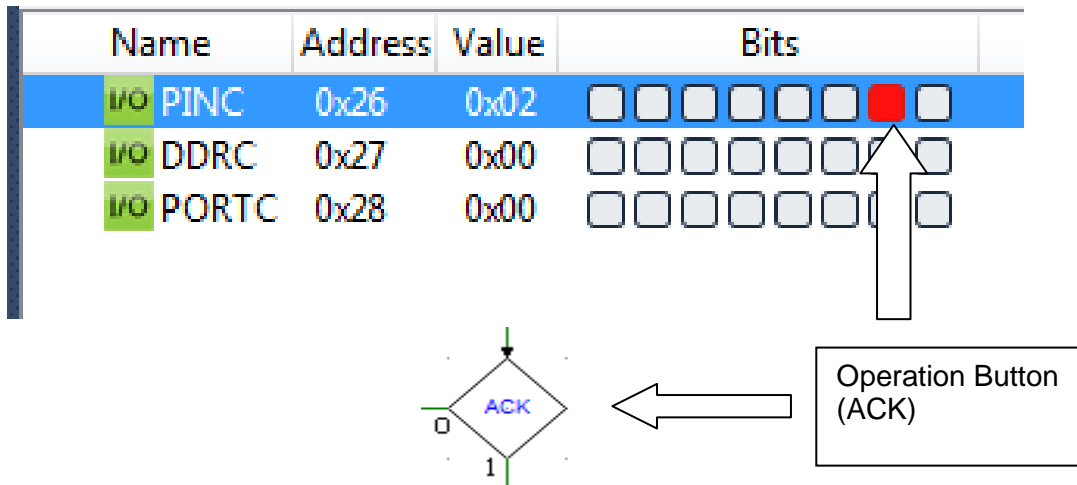 Name Address Value Bits
I/O PINC 0x26 0x02
I/O DDRC 0x27 0x00
I/O PORTC 0x28 0x00
ACK
0
1
Operation Button
(ACK)